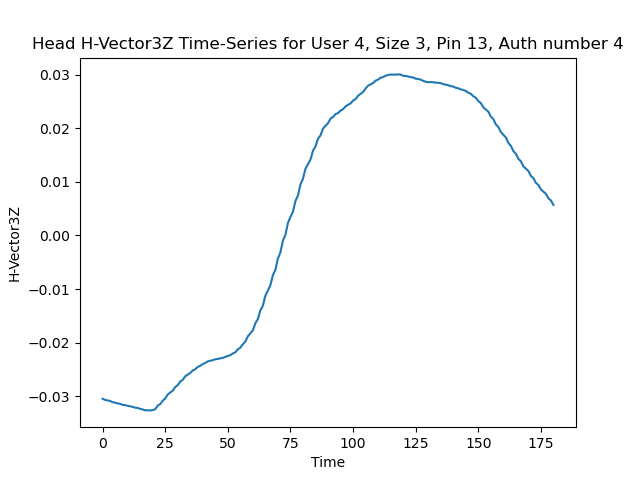 Head H-Vector3Z Time-Series for User 4, Size 3, Pin 13, Auth number 4
H-Vector3Z
0.03
0.02
0.01
0.00
−0.01
−0.02
−0.03
0 25 50 75 100 125 150 175
Time